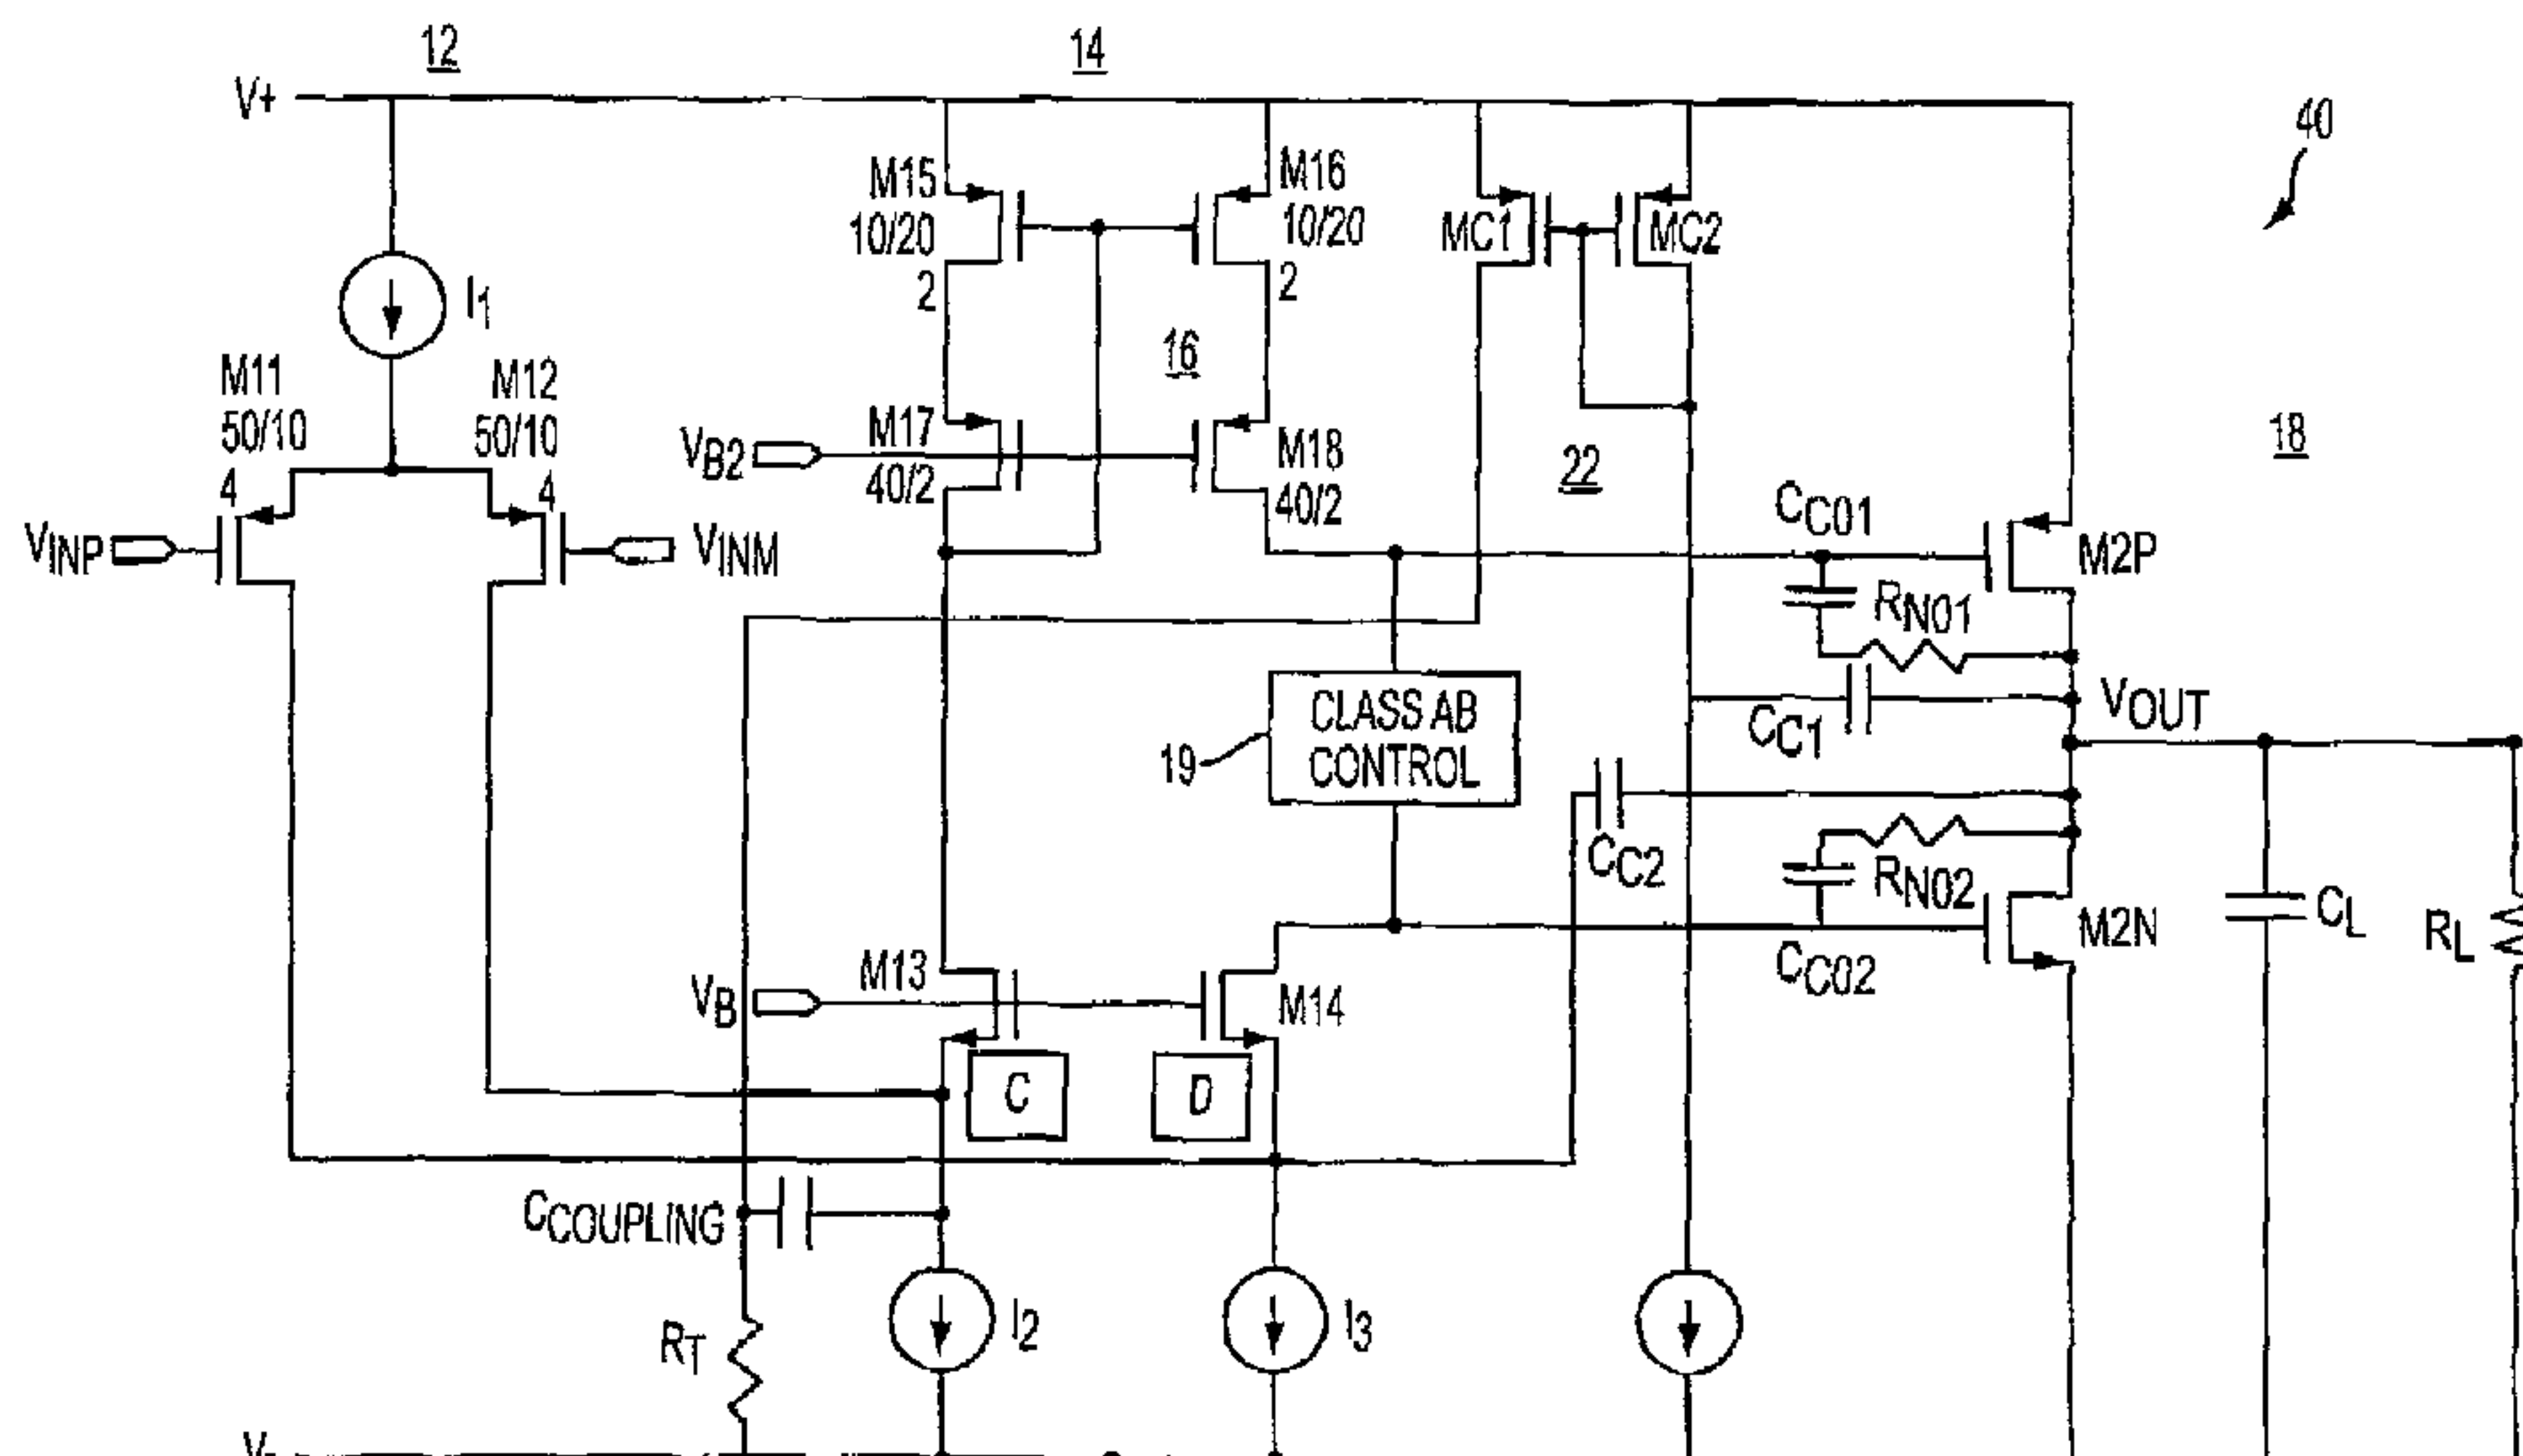 12
14
V+
40
M15
10/20
2
M16
10/20
2
MC1
MC2
I1
16
M11
50/10
4
M12
50/10
4
VB2
M17
40/2
M18
40/2
22
18
VINP
VINM
CC01
M2P
RN01
CLASS AB
CONTROL
19
CC1
VOUT
CC2
RN02
M2N
CL
RL
CC02
VB
M13
M14
C
D
CCOUPLING
RT
I2
I3